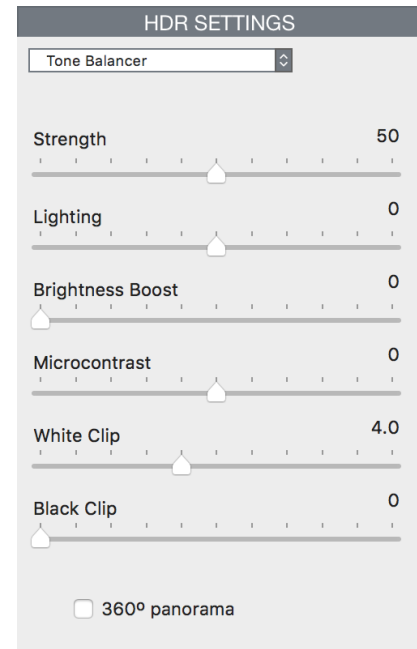 HDR SETTINGS
Tone Balancer
Strength 50
Lighting 0
Brightness Boost 0
Microcontrast 0
White Clip 4.0
Black Clip 0
360º panorama